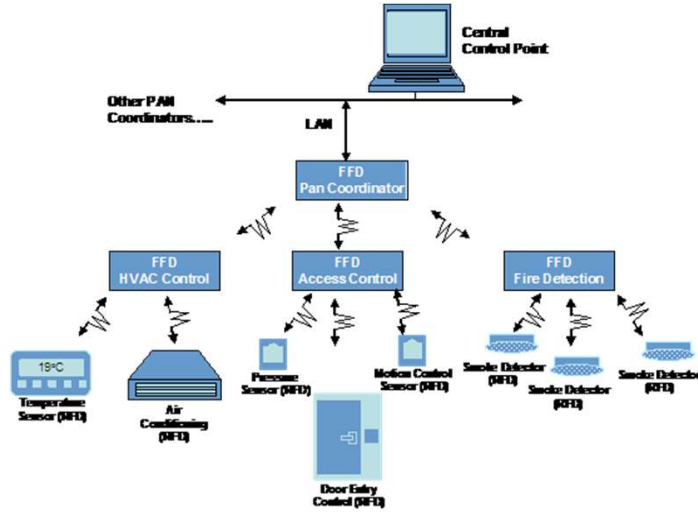 Central
Control Point
Other PAN
Coordinators.....
LAN
FFD
Pan Coordinator
FFD
HVAC Control
FFD
Access Control
FFD
Fire Detection
19°C
Temperature
Sensor (RFD)
Air
Conditioning
(RFD)
Pressure
Sensor (RFD)
Motion Control
Sensor (RFD)
Door Entry
Control (RFD)
Smoke Detector
(RFD)
Smoke Detector
(RFD)
Smoke Detector
(RFD)